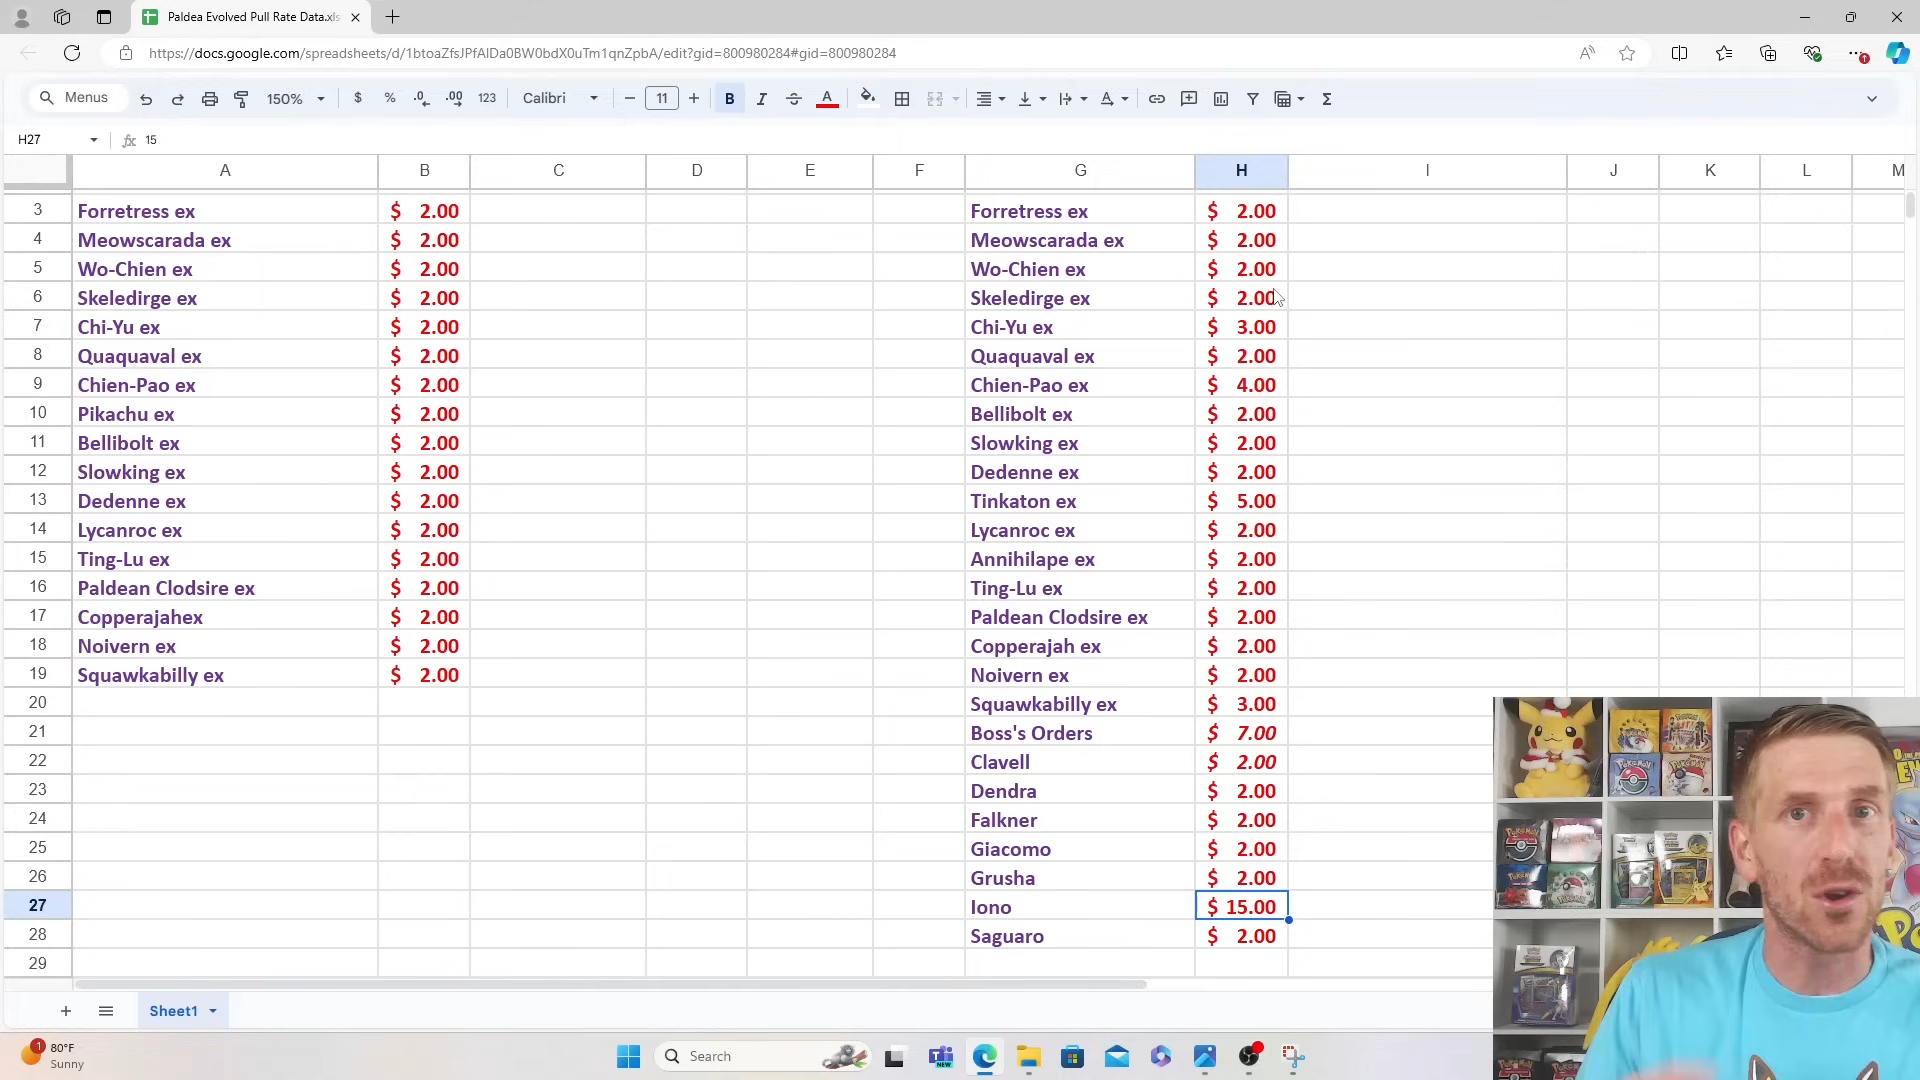 Paldea Evolved Pull Rate Data.xls
https://docs.google.com/spreadsheets/d/1btoaZfsJPfAlDa0BW0bdX0uTm1qnZpbA/edit?gid=800980284#gid=800980284
Menus 150% $ % .0 .00 123 Calibri 11 B I A
H27 fx 15
A B C D E F G H I J K L M
3 Forretress ex $ 2.00 Forretress ex $ 2.00
4 Meowscarada ex $ 2.00 Meowscarada ex $ 2.00
5 Wo-Chien ex $ 2.00 Wo-Chien ex $ 2.00
6 Skeledirge ex $ 2.00 Skeledirge ex $ 2.00
7 Chi-Yu ex $ 2.00 Chi-Yu ex $ 3.00
8 Quaquaval ex $ 2.00 Quaquaval ex $ 2.00
9 Chien-Pao ex $ 2.00 Chien-Pao ex $ 4.00
10 Pikachu ex $ 2.00 Bellibolt ex $ 2.00
11 Bellibolt ex $ 2.00 Slowking ex $ 2.00
12 Slowking ex $ 2.00 Dedenne ex $ 2.00
13 Dedenne ex $ 2.00 Tinkaton ex $ 5.00
14 Lycanroc ex $ 2.00 Lycanroc ex $ 2.00
15 Ting-Lu ex $ 2.00 Annihilape ex $ 2.00
16 Paldean Clodsire ex $ 2.00 Ting-Lu ex $ 2.00
17 Copperajahex $ 2.00 Paldean Clodsire ex $ 2.00
18 Noivern ex $ 2.00 Copperajah ex $ 2.00
19 Squawkabilly ex $ 2.00 Noivern ex $ 2.00
20 Squawkabilly ex $ 3.00
21 Boss's Orders $ 7.00
22 Clavell $ 2.00
23 Dendra $ 2.00
24 Falkner $ 2.00
25 Giacomo $ 2.00
26 Grusha $ 2.00
27 Iono $ 15.00
28 Saguaro $ 2.00
29
Sheet1
1 80°F
Sunny
Search
NEW